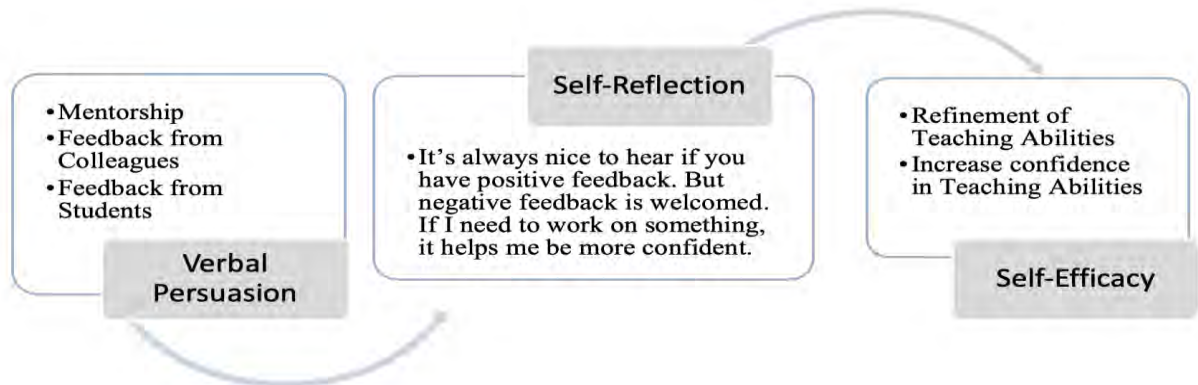 • Mentorship
• Feedback from
Colleagues
• Feedback from
Students
Verbal
Persuasion
Self-Reflection
• It's always nice to hear if you
have positive feedback. But
negative feedback is welcomed.
If I need to work on something,
it helps me be more confident.
• Refinement of
Teaching Abilities
• Increase confidence
in Teaching Abilities
Self-Efficacy